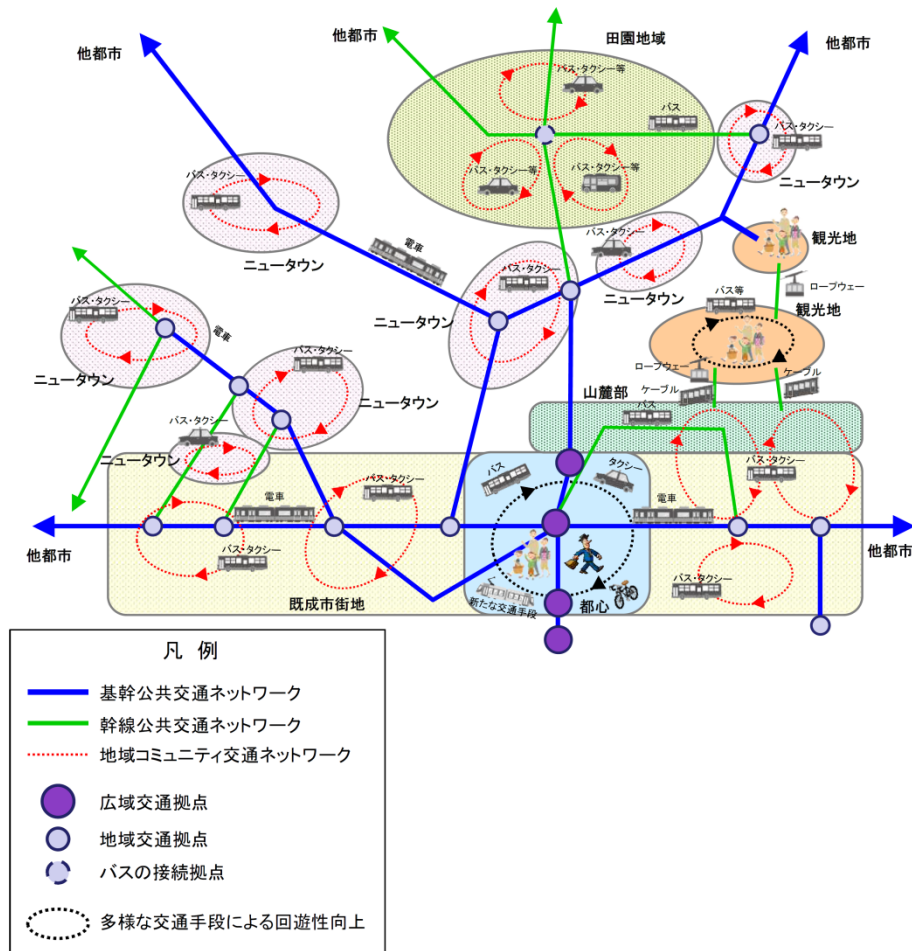 他都市
田園地域
他都市
他都市
バス・タクシー等
バス
バス・タクシー
バス・タクシー等
バス・タクシー等
ニュータウン
バス・タクシー
バス・タクシー
観光地
電車
ニュータウン
バス・タクシー
ニュータウン
ロープウェー
バス等
観光地
バス・タクシー
電車
ニュータウン
ニュータウン
バス・タクシー
ニュータウン
ロープウェー
ケーブル
ケーブル
山麓部
バス
バス・タクシー
ニュータウン
バス・タクシー
バス
タクシー
バス・タクシー
電車
電車
他都市
他都市
バス・タクシー
バス・タクシー
既成市街地
新たな交通手段
都心
凡 例
基幹公共交通ネットワーク
幹線公共交通ネットワーク
地域コミュニティ交通ネットワーク
広域交通拠点
地域交通拠点
バスの接続拠点
多様な交通手段による回遊性向上